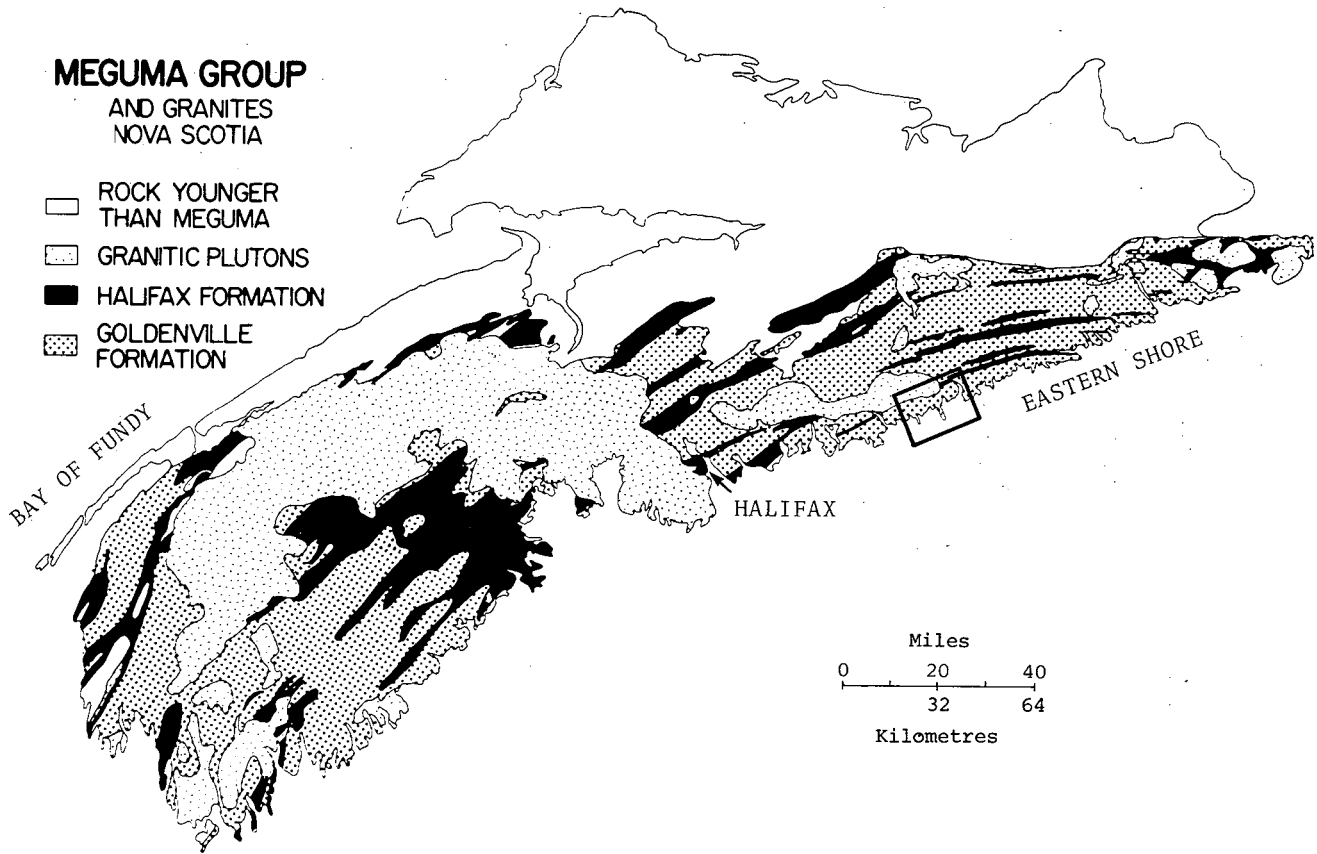 MEGUMA GROUP
AND GRANITES
NOVA SCOTIA
ROCK YOUNGER
THAN MEGUMA
GRANITIC PLUTONS
HALIFAX FORMATION
GOLDENVILLE
FORMATION
BAY OF FUNDY
EASTERN SHORE
HALIFAX
Miles
0 20 40
32 64
Kilometres